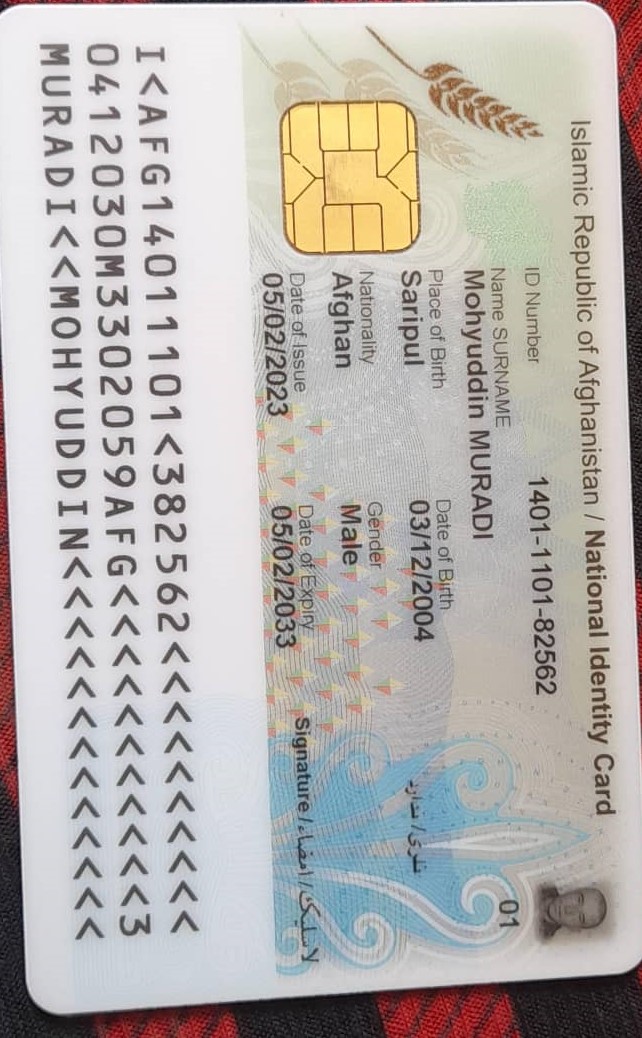 Islamic Republic of Afghanistan / National Identity Card
ID Number 1401-1101-82562
01
Name SURNAME
Mohyuddin MURADI
Place of Birth Date of Birth
Saripul 03/12/2004
نلري / ندارد
Nationality Gender
Afghan Male
Date of Issue Date of Expiry
05/02/2023 05/02/2033
Signature / امضاء / لاسلیک
I<AFG14011101<382562<<<<<<<<<<
0412030M3302059AFG<<<<<<<<<<<3
MURADI<<MOHYUDDIN<<<<<<<<<<<<<